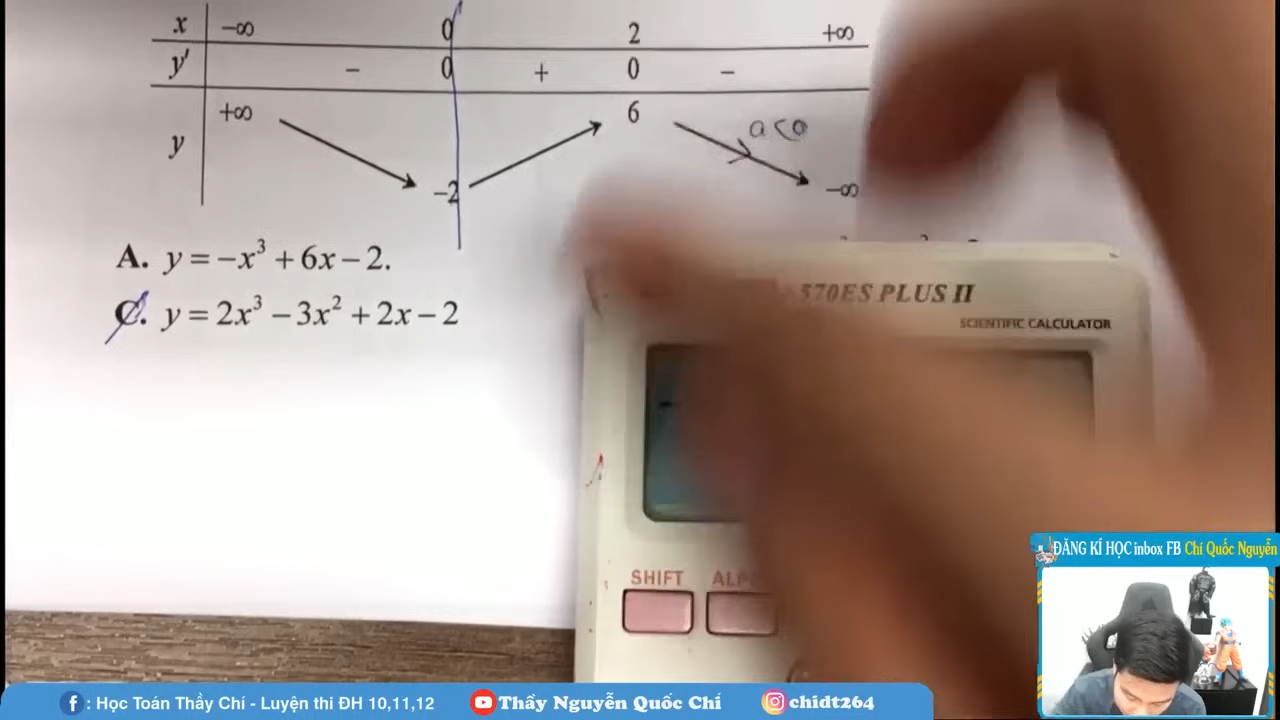 x −∞ 0 2 +∞
y' − 0 + 0 −
+∞ 6 a<0
y
−2 −∞
A. y = −x³ + 6x − 2.
C. y = 2x³ − 3x² + 2x − 2
570ES PLUS II
SCIENTIFIC CALCULATOR
SHIFT
ĐĂNG KÍ HỌC inbox FB Chí Quốc Nguyễn
: Học Toán Thầy Chí - Luyện thi ĐH 10,11,12
Thầy Nguyễn Quốc Chí
chidt264